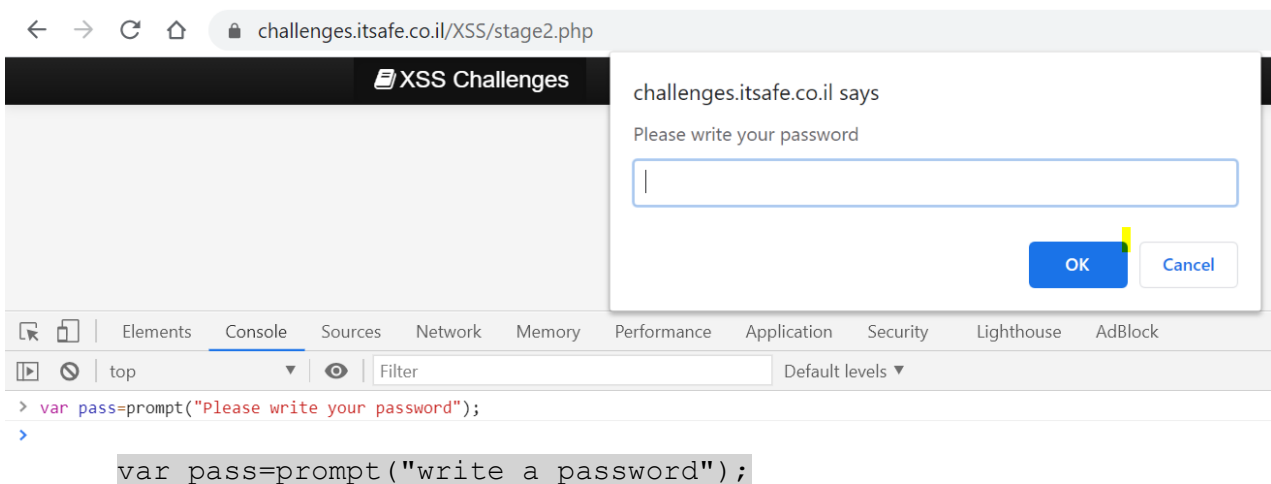 challenges.itsafe.co.il/XSS/stage2.php
XSS Challenges
challenges.itsafe.co.il says
Please write your password
OK Cancel
Elements Console Sources Network Memory Performance Application Security Lighthouse AdBlock
top Filter Default levels ▼
> var pass=prompt("Please write your password");
>
var pass=prompt("write a password");